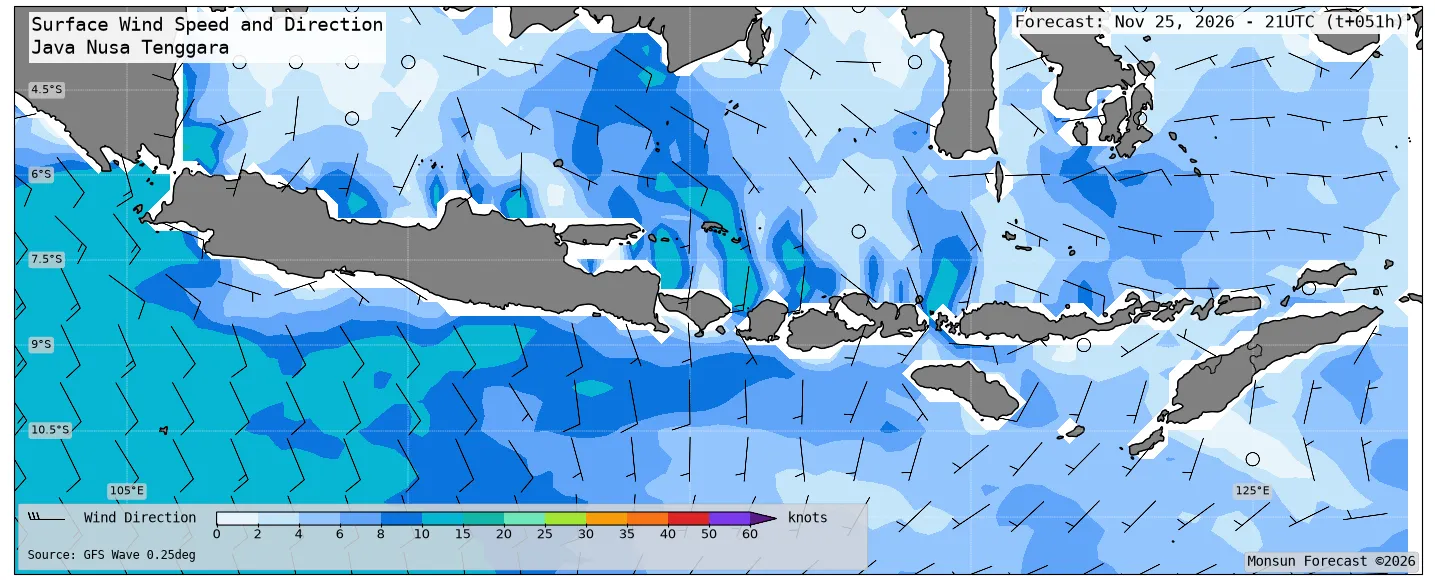 Surface Wind Speed and Direction
Java Nusa Tenggara
Forecast: Nov 25, 2026 - 21UTC (t+051h)
4.5°S
6°S
7.5°S
9°S
10.5°S
105°E
125°E
Wind Direction
0 2 4 6 8 10 15 20 25 30 35 40 50 60
knots
Source: GFS Wave 0.25deg
Monsun Forecast ©2026